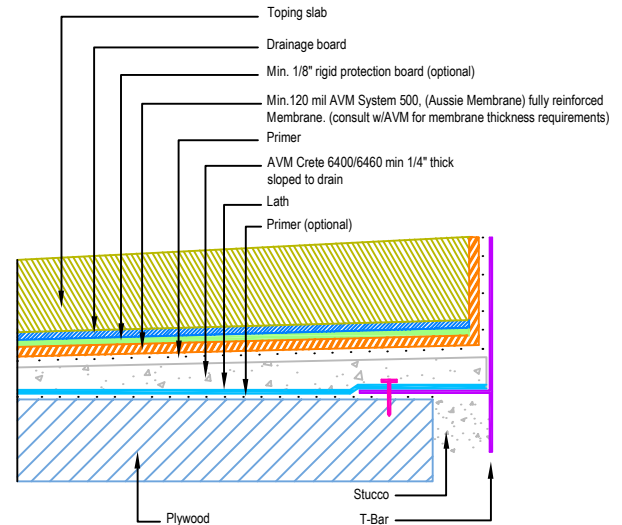 Toping slab
Drainage board
Min. 1/8" rigid protection board (optional)
Min.120 mil AVM System 500, (Aussie Membrane) fully reinforced
Membrane. (consult w/AVM for membrane thickness requirements)
Primer
AVM Crete 6400/6460 min 1/4" thick
sloped to drain
Lath
Primer (optional)
Stucco
Plywood
T-Bar